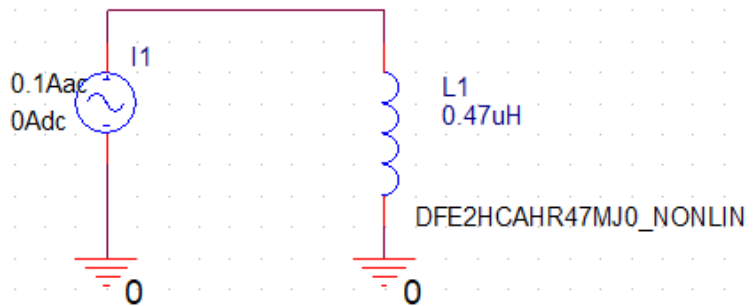 I1
0.1Aac
0Adc
L1
0.47uH
DFE2HCAHR47MJ0_NONLIN
0
0